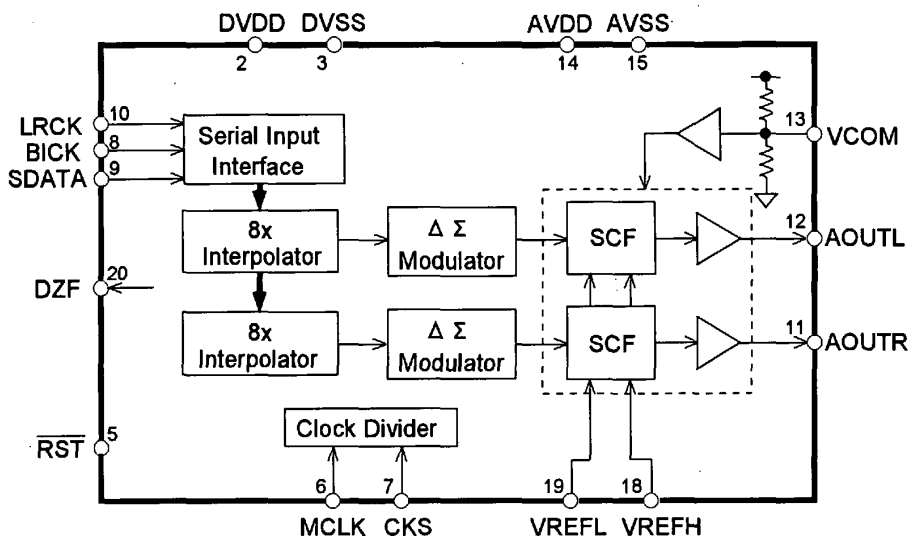 DVDD DVSS AVDD AVSS
2 3 14 15
LRCK 10
BICK 8
SDATA 9
Serial Input
Interface
13 VCOM
8x
Interpolator
Δ Σ
Modulator
SCF
12 AOUTL
DZF 20
8x
Interpolator
Δ Σ
Modulator
SCF
11 AOUTR
RST 5
Clock Divider
6 7 19 18
MCLK CKS VREFL VREFH